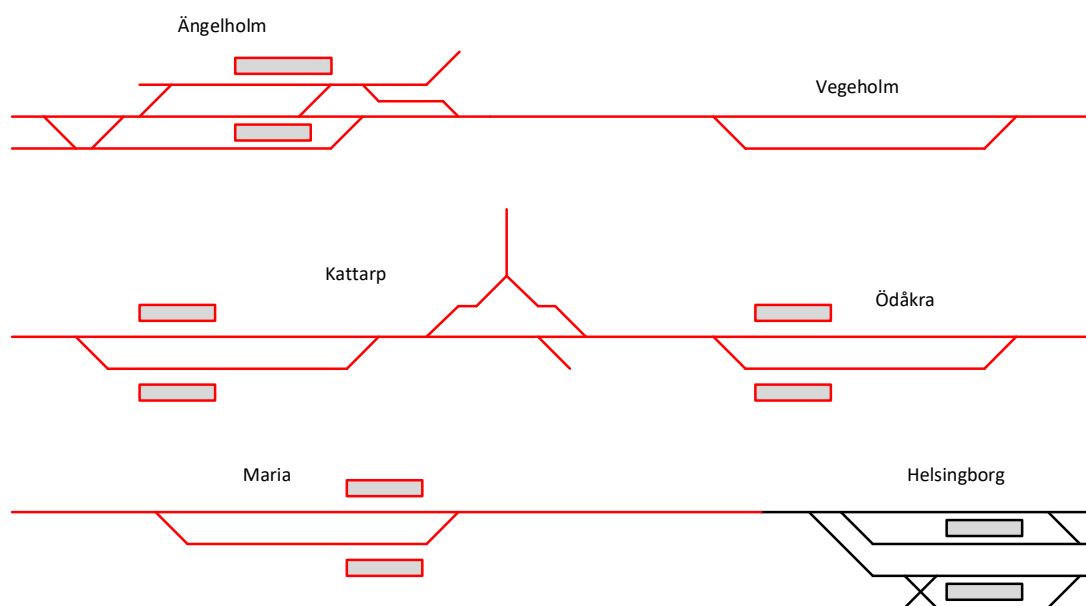 Ängelholm
Vegeholm
Kattarp
Ödåkra
Maria
Helsingborg